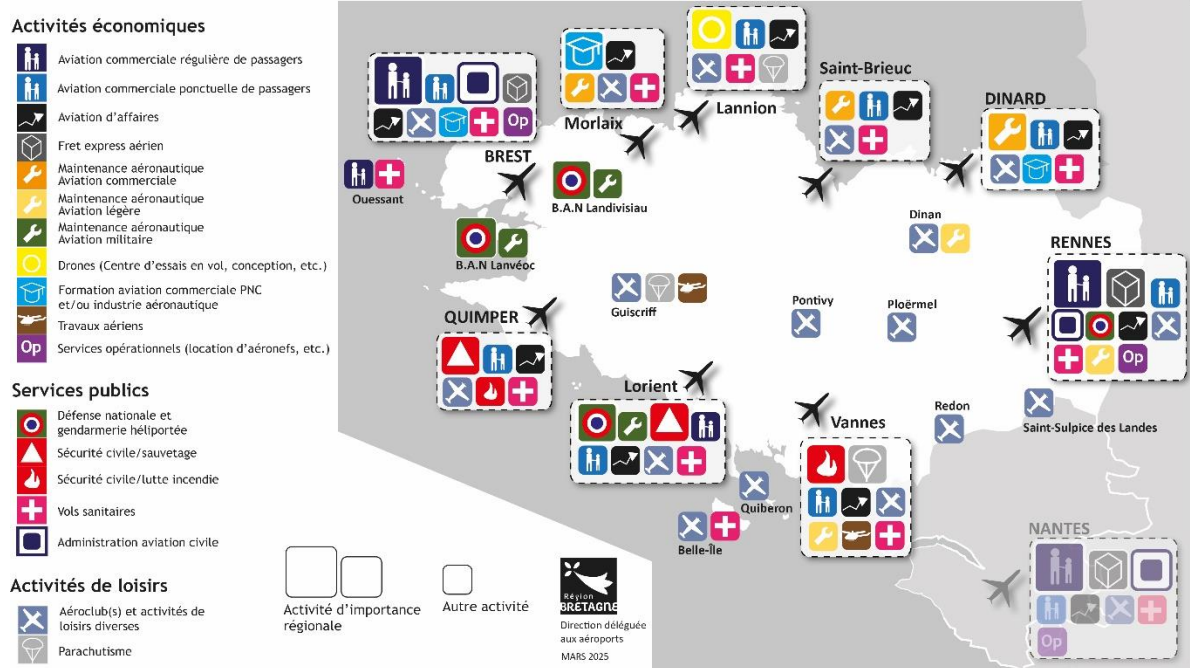 Activités économiques
Aviation commerciale régulière de passagers
Aviation commerciale ponctuelle de passagers
Aviation d'affaires
Fret express aérien
Maintenance aéronautique
Aviation commerciale
Maintenance aéronautique
Aviation légère
Maintenance aéronautique
Aviation militaire
Drones (Centre d'essais en vol, conception, etc.)
Formation aviation commerciale PNC
et/ou industrie aéronautique
Travaux aériens
Op
Services opérationnels (location d'aéronefs, etc.)
Services publics
Défense nationale et
gendarmerie héliportée
Sécurité civile/sauvetage
Sécurité civile/lutte incendie
Vols sanitaires
Administration aviation civile
Activités de loisirs
Aéroclub(s) et activités de
loisirs diverses
Parachutisme
Activité d'importance
régionale
Autre activité
Région
BRETAGNE
Direction déléguée
aux aéroports
MARS 2025
Op
BREST
Morlaix
Lannion
Saint-Brieuc
DINARD
Ouessant
B.A.N Landivisiau
B.A.N Lanvéoc
Dinan
RENNES
Op
Guiscriff
Pontivy
Ploërmel
QUIMPER
Lorient
Vannes
Redon
Saint-Sulpice des Landes
Quiberon
Belle-Île
NANTES
Op